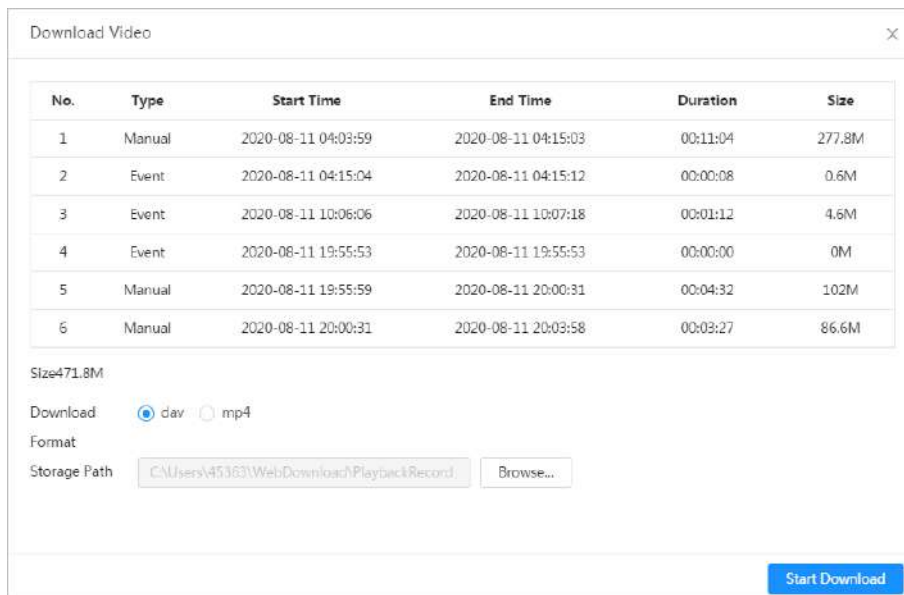 Download Video
No. Type Start Time End Time Duration Size
1 Manual 2020-08-11 04:03:59 2020-08-11 04:15:03 00:11:04 277.8M
2 Event 2020-08-11 04:15:04 2020-08-11 04:15:12 00:00:08 0.6M
3 Event 2020-08-11 10:06:06 2020-08-11 10:07:18 00:01:12 4.6M
4 Event 2020-08-11 19:55:53 2020-08-11 19:55:53 00:00:00 0M
5 Manual 2020-08-11 19:55:59 2020-08-11 20:00:31 00:04:32 102M
6 Manual 2020-08-11 20:00:31 2020-08-11 20:03:58 00:03:27 86.6M
Size471.8M
Download dav mp4
Format
Storage Path C:\Users\45363\WebDownload\PlaybackRecord Browse...
Start Download